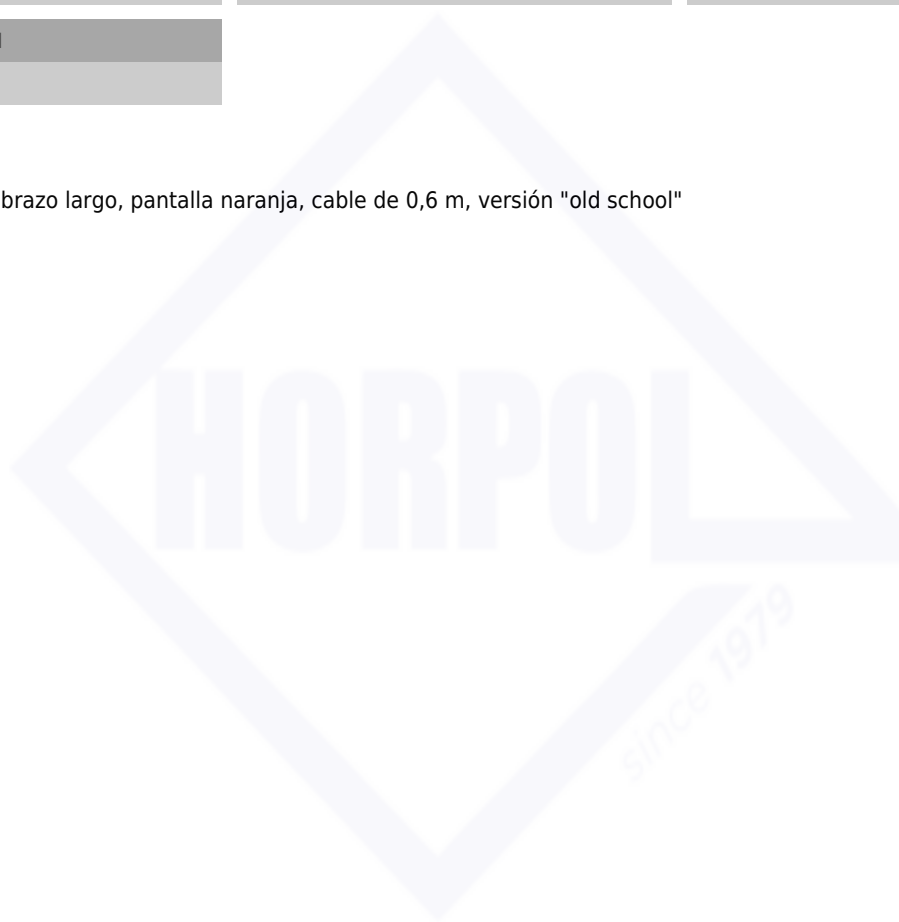 brazo largo, pantalla naranja, cable de 0,6 m, versión "old school"
HORPOL
since 1979